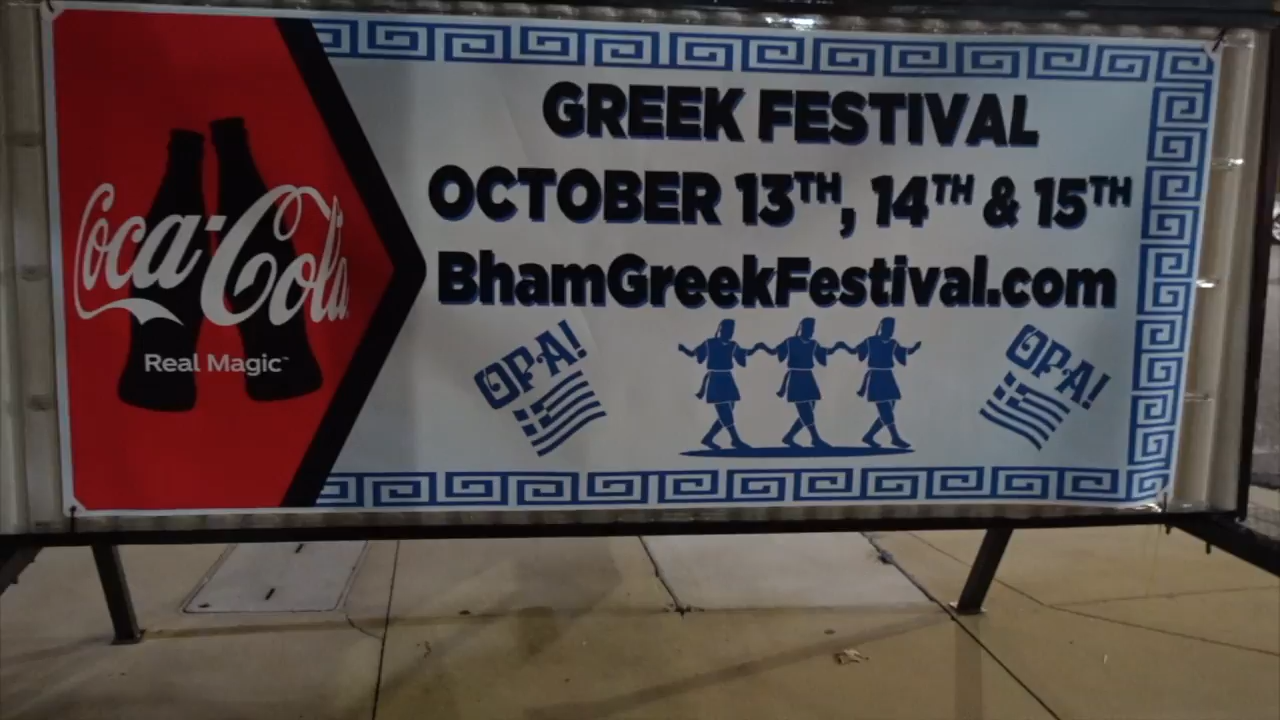 GREEK FESTIVAL
OCTOBER 13TH, 14TH & 15TH
BhamGreekFestival.com
Coca-Cola
Real Magic™
OPA!
OPA!